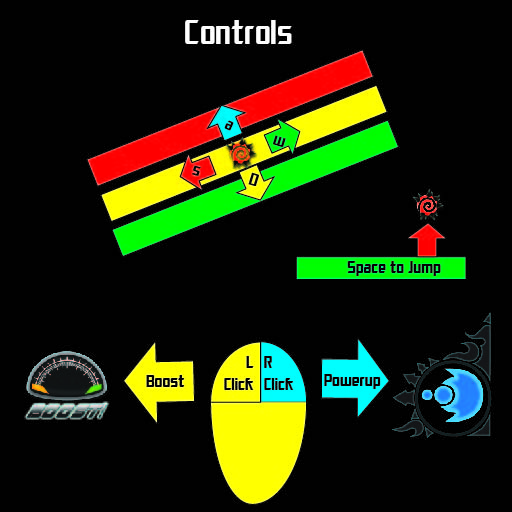 Controls
a
w
s
D
Space to Jump
L R
Boost Click Click Powerup
BOOST!